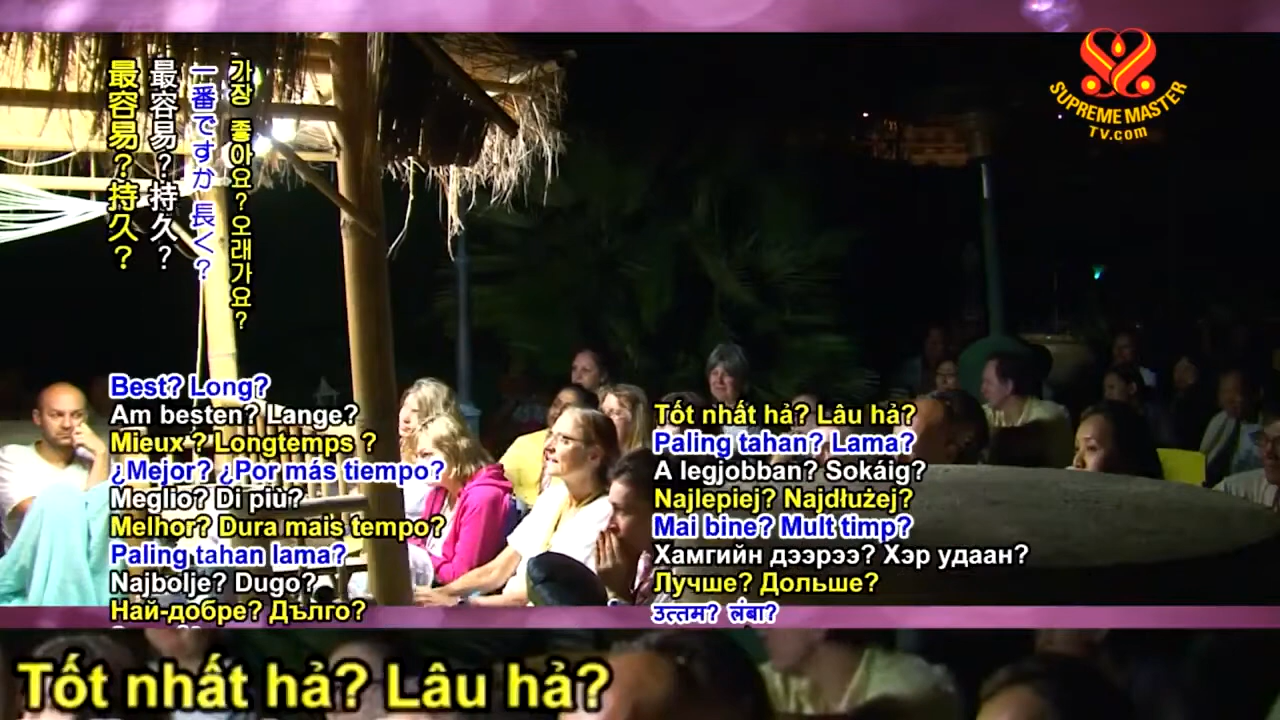 SUPREME MASTER
TV.com
가장 좋아요? 오래가요?
一番ですか 長く?
最容易?持久?
最容易?持久?
Best? Long?
Am besten? Lange?
Mieux ? Longtemps ?
¿Mejor? ¿Por más tiempo?
Meglio? Di più?
Melhor? Dura mais tempo?
Paling tahan lama?
Najbolje? Dugo?
Най-добре? Дълго?
Tốt nhất hả? Lâu hả?
Paling tahan? Lama?
A legjobban? Sokáig?
Najlepiej? Najdłużej?
Mai bine? Mult timp?
Хамгийн дээрээ? Хэр удаан?
Лучше? Дольше?
उत्तम? लंबा?
Tốt nhất hả? Lâu hả?